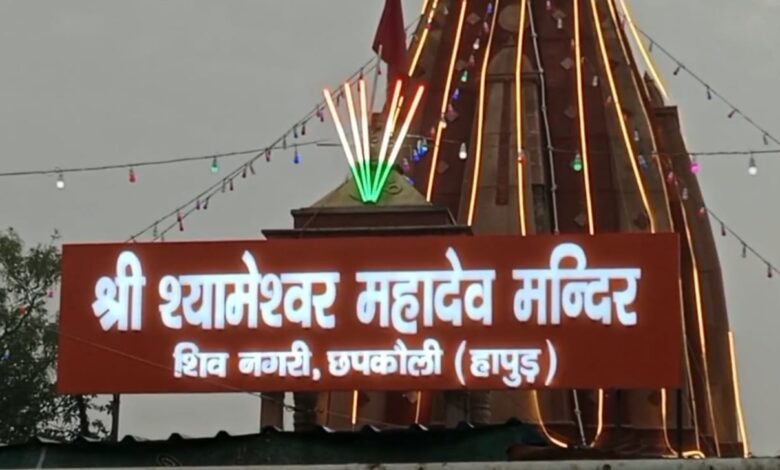 श्री श्यामेश्वर महादेव मन्दिर
शिव नगरी, छपकौली (हापुड़)